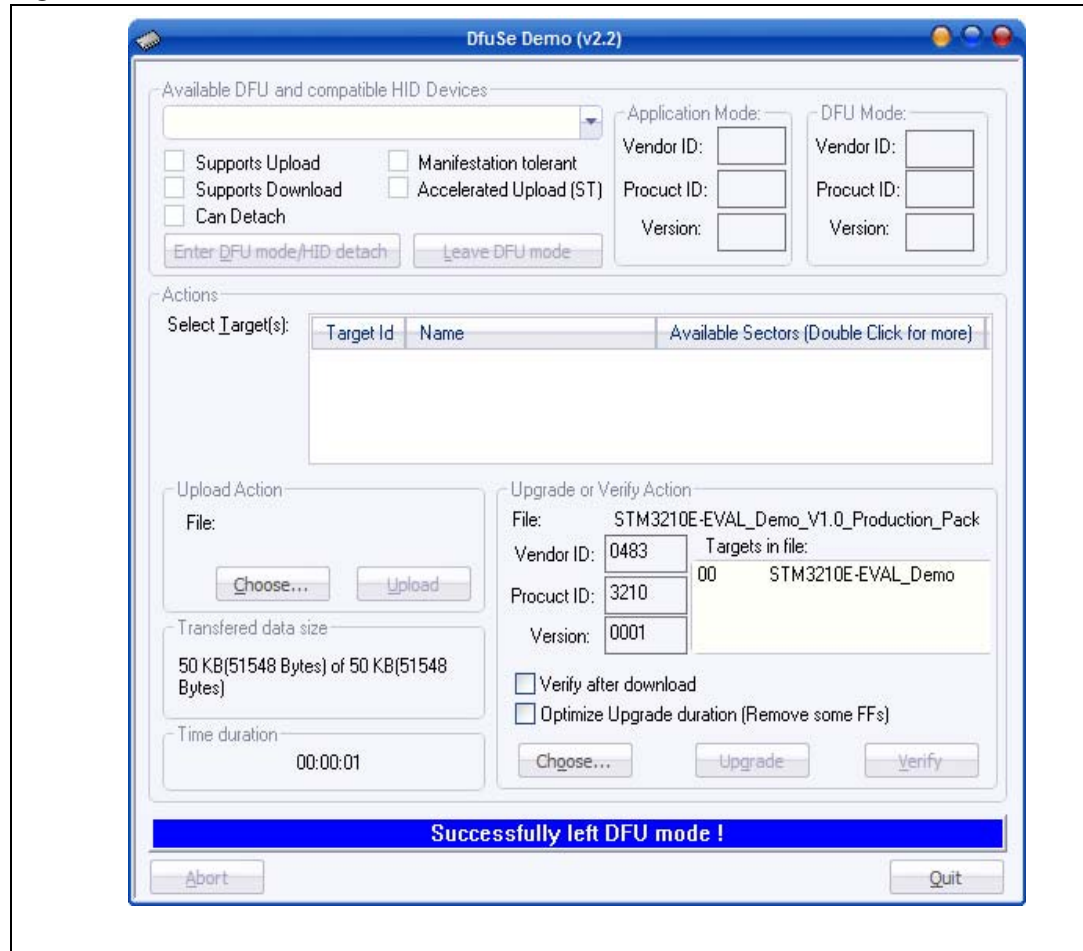 DfuSe Demo (v2.2)
Available DFU and compatible HID Devices
Supports Upload
Manifestation tolerant
Supports Download
Accelerated Upload (ST)
Can Detach
Enter DFU mode/HID detach
Leave DFU mode
Application Mode:
Vendor ID:
Procuct ID:
Version:
DFU Mode:
Vendor ID:
Procuct ID:
Version:
Actions
Select Target(s):
Target Id Name Available Sectors (Double Click for more)
Upload Action
File:
Choose... Upload
Transfered data size
50 KB(51548 Bytes) of 50 KB(51548
Bytes)
Time duration
00:00:01
Upgrade or Verify Action
File: STM3210E-EVAL_Demo_V1.0_Production_Pack
Vendor ID: 0483
Procuct ID: 3210
Version: 0001
Targets in file:
00 STM3210E-EVAL_Demo
Verify after download
Optimize Upgrade duration (Remove some FFs)
Choose... Upgrade Verify
Successfully left DFU mode !
Abort Quit